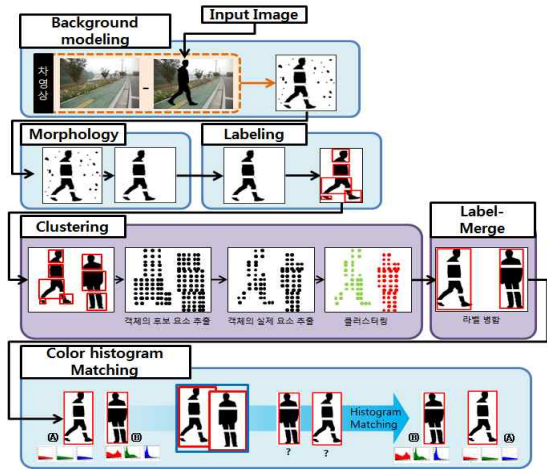 Input Image
Background
modeling
차
영
상
Morphology
Labeling
Clustering
Label-
Merge
객체의 후보 요소 추출
객체의 실제 요소 추출
클러스터링
라벨 병합
Color histogram
Matching
(A)
(B)
?
?
Histogram
Matching
(B)
(A)